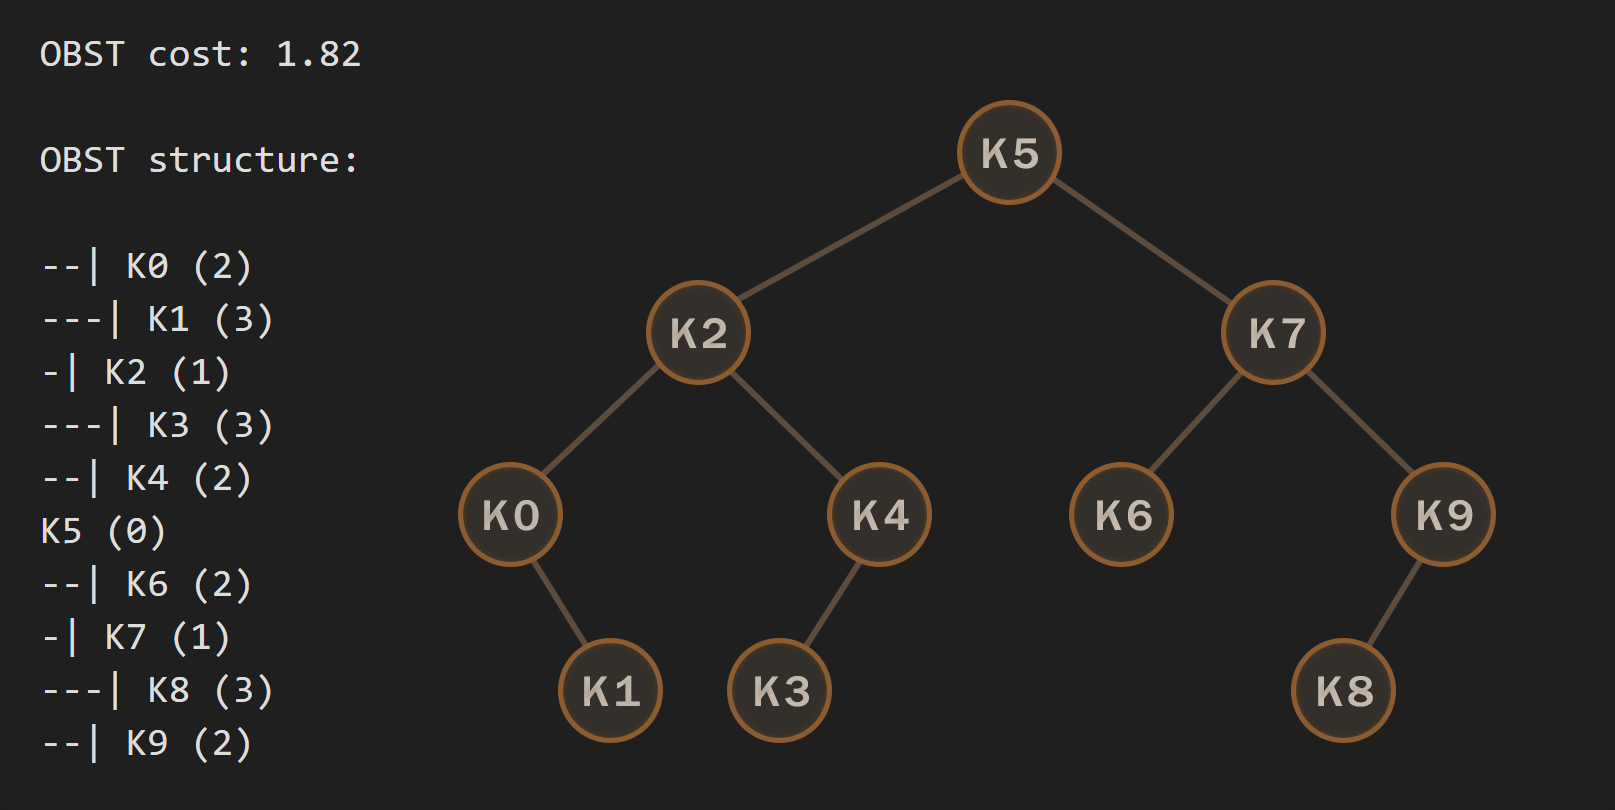 OBST cost: 1.82
OBST structure:
--| K0 (2)
---| K1 (3)
-| K2 (1)
---| K3 (3)
--| K4 (2)
K5 (0)
--| K6 (2)
-| K7 (1)
---| K8 (3)
--| K9 (2)
K5
K2 K7
K0 K4 K6 K9
K1 K3 K8